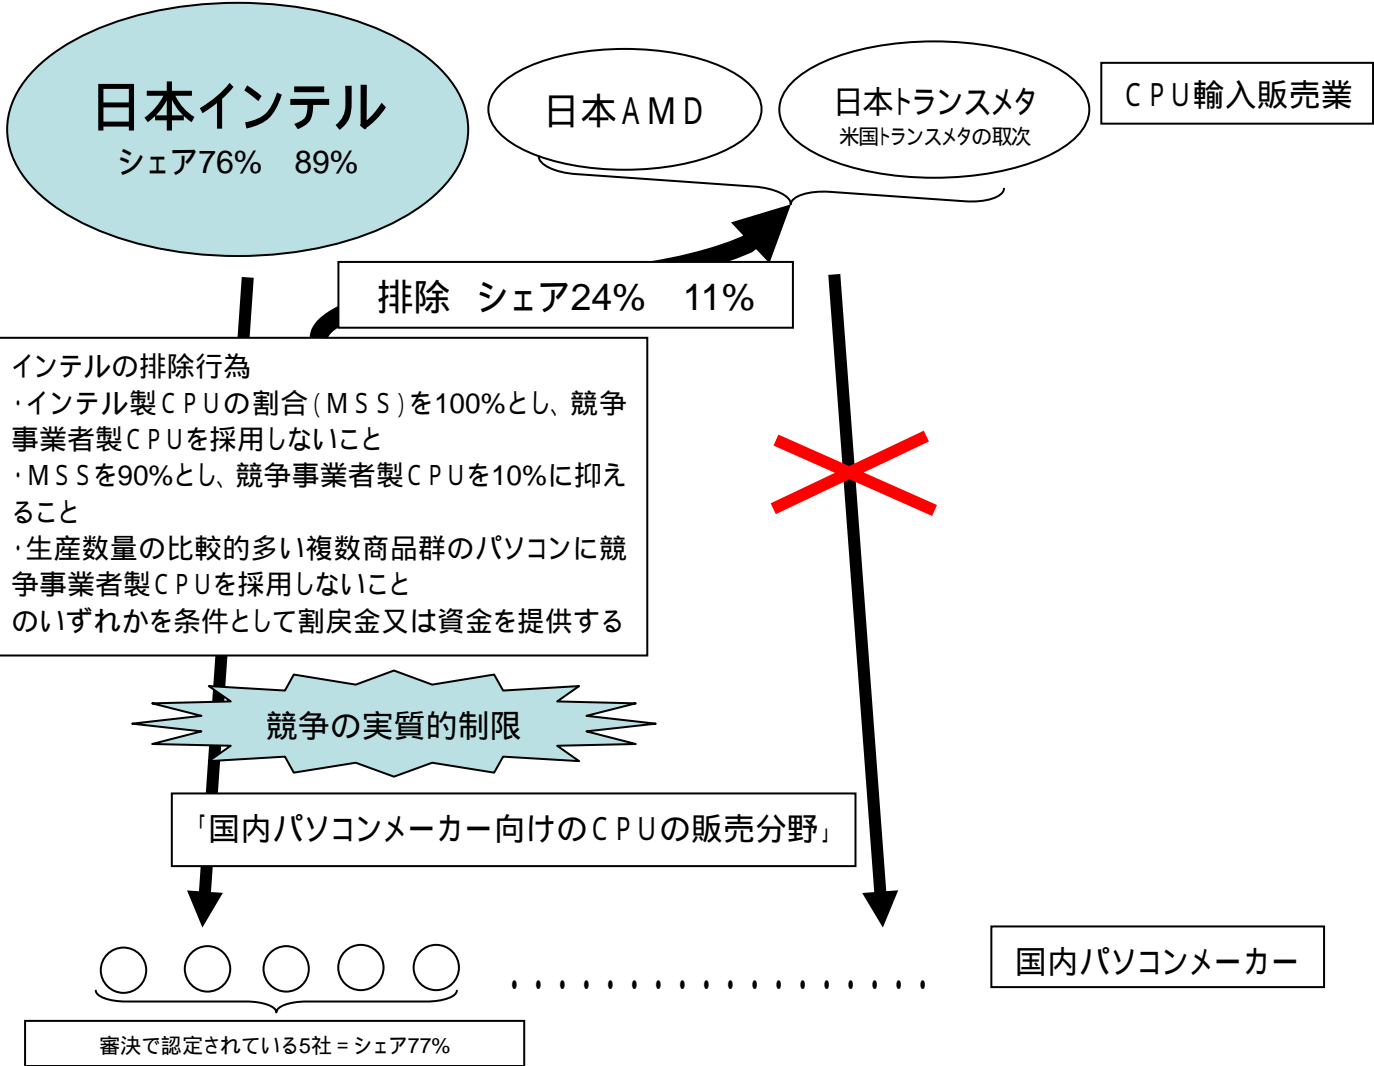 日本インテル
シェア76%　89%
日本AMD
日本トランスメタ
米国トランスメタの取次
CPU輸入販売業
排除　シェア24%　11%
インテルの排除行為
・インテル製CPUの割合(MSS)を100%とし、競争
事業者製CPUを採用しないこと
・MSSを90%とし、競争事業者製CPUを10%に抑え
ること
・生産数量の比較的多い複数商品群のパソコンに競
争事業者製CPUを採用しないこと
のいずれかを条件として割戻金又は資金を提供する
競争の実質的制限
「国内パソコンメーカー向けのCPUの販売分野」
国内パソコンメーカー
審決で認定されている5社＝シェア77%